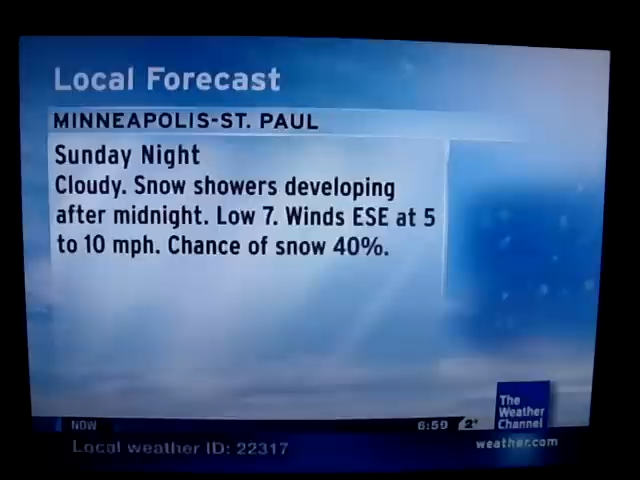 Local Forecast
MINNEAPOLIS-ST. PAUL
Sunday Night
Cloudy. Snow showers developing
after midnight. Low 7. Winds ESE at 5
to 10 mph. Chance of snow 40%.
The
Weather
Channel
NOW
6:59 2°
weather.com
Local weather ID: 22317